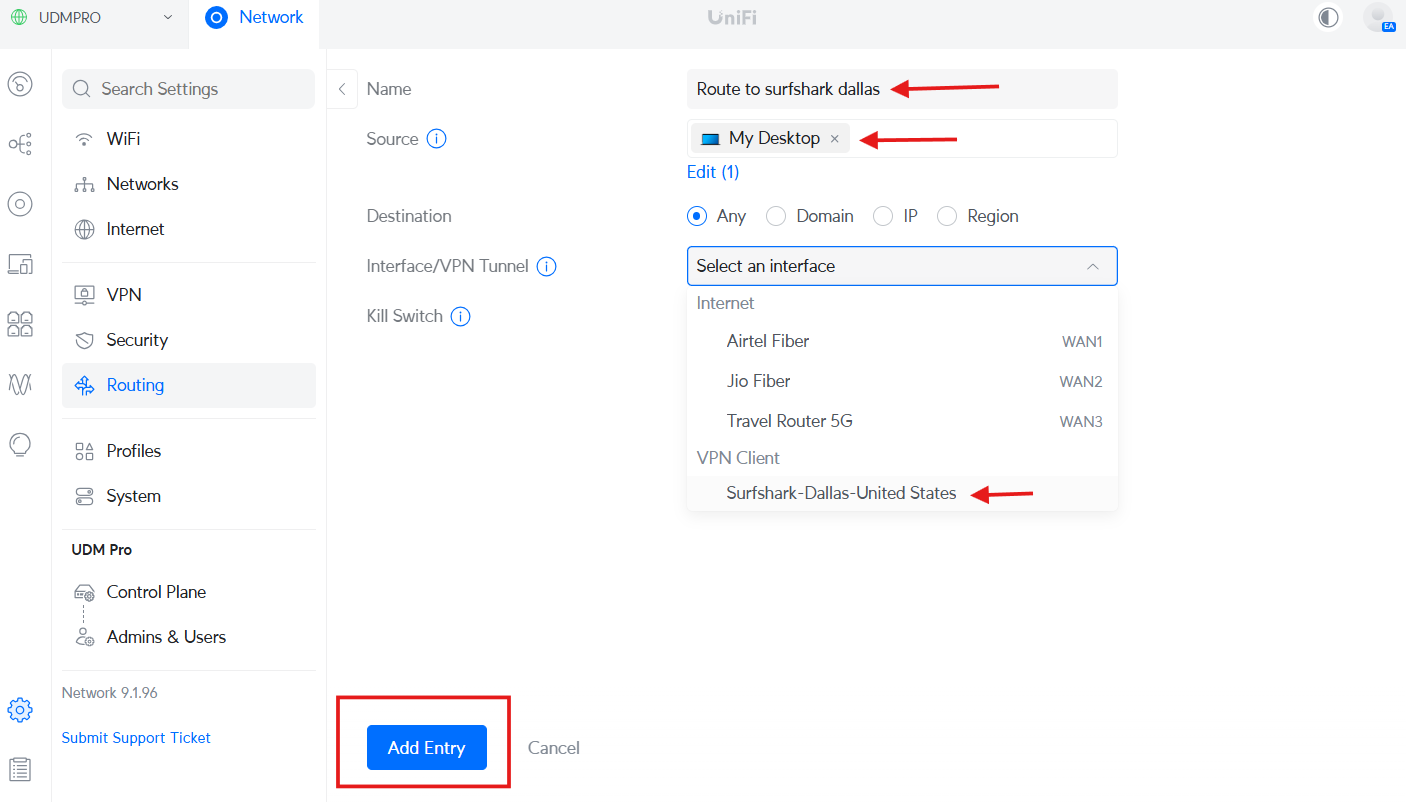 UDMPRO
Network
UniFi
EA
Search Settings
WiFi
Networks
Internet
VPN
Security
Routing
Profiles
System
UDM Pro
Control Plane
Admins & Users
Network 9.1.96
Submit Support Ticket
Name
Route to surfshark dallas
Source
My Desktop ×
Edit (1)
Destination
Any Domain IP Region
Interface/VPN Tunnel
Select an interface
Kill Switch
Internet
Airtel Fiber WAN1
Jio Fiber WAN2
Travel Router 5G WAN3
VPN Client
Surfshark-Dallas-United States
Add Entry Cancel